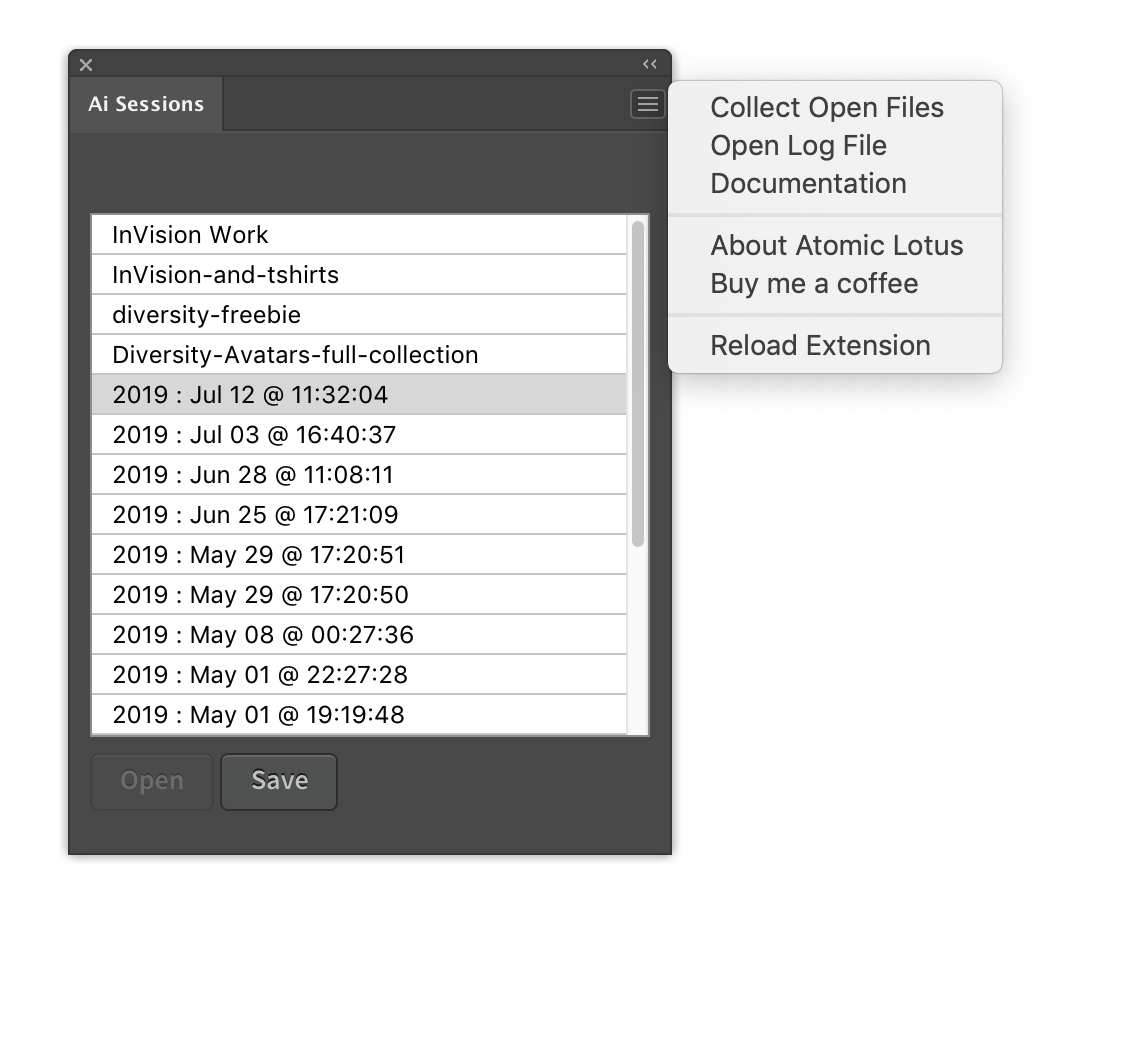 Ai Sessions
InVision Work
InVision-and-tshirts
diversity-freebie
Diversity-Avatars-full-collection
2019 : Jul 12 @ 11:32:04
2019 : Jul 03 @ 16:40:37
2019 : Jun 28 @ 11:08:11
2019 : Jun 25 @ 17:21:09
2019 : May 29 @ 17:20:51
2019 : May 29 @ 17:20:50
2019 : May 08 @ 00:27:36
2019 : May 01 @ 22:27:28
2019 : May 01 @ 19:19:48
Open
Save
Collect Open Files
Open Log File
Documentation
About Atomic Lotus
Buy me a coffee
Reload Extension